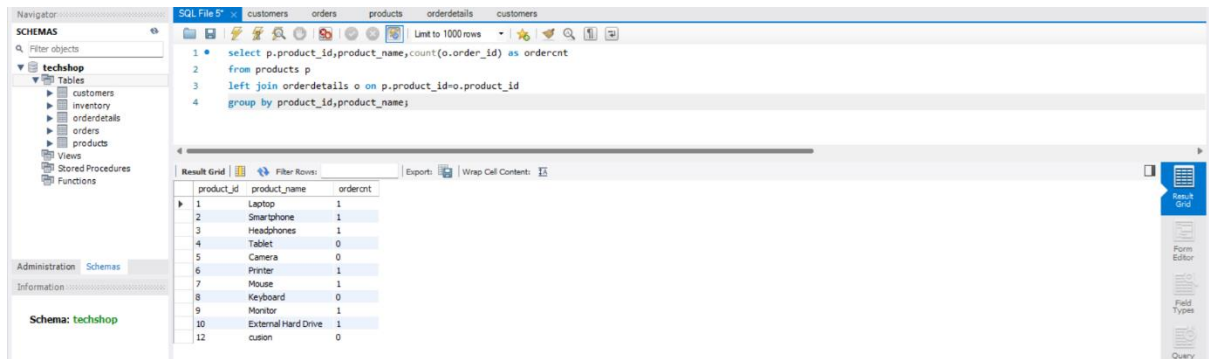 Navigator
SQL File 5* × customers orders products orderdetails customers
SCHEMAS
Filter objects
techshop
Tables
customers
inventory
orderdetails
orders
products
Views
Stored Procedures
Functions
Administration Schemas
Information
Schema: techshop
Limit to 1000 rows
1 select p.product_id,product_name,count(o.order_id) as ordercnt
2 from products p
3 left join orderdetails o on p.product_id=o.product_id
4 group by product_id,product_name;
Result Grid Filter Rows: Export: Wrap Cell Content:
product_id product_name ordercnt
1 Laptop 1
2 Smartphone 1
3 Headphones 1
4 Tablet 0
5 Camera 0
6 Printer 1
7 Mouse 1
8 Keyboard 0
9 Monitor 1
10 External Hard Drive 1
12 cusion 0
Result
Grid
Form
Editor
Field
Types
Query